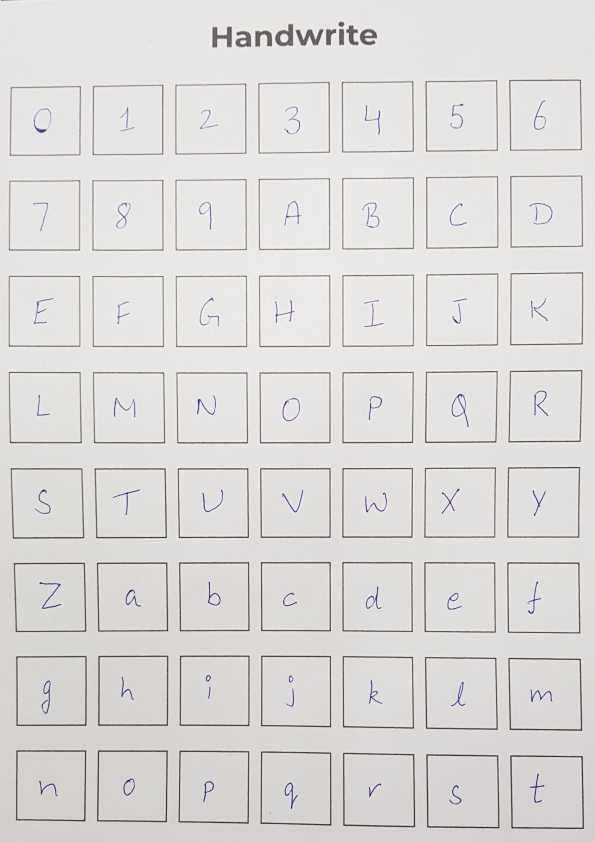 Handwrite
0 1 2 3 4 5 6
7 8 9 A B C D
E F G H I J K
L M N O P Q R
S T U V W X Y
Z a b c d e f
g h i j k l m
n o p q r s t